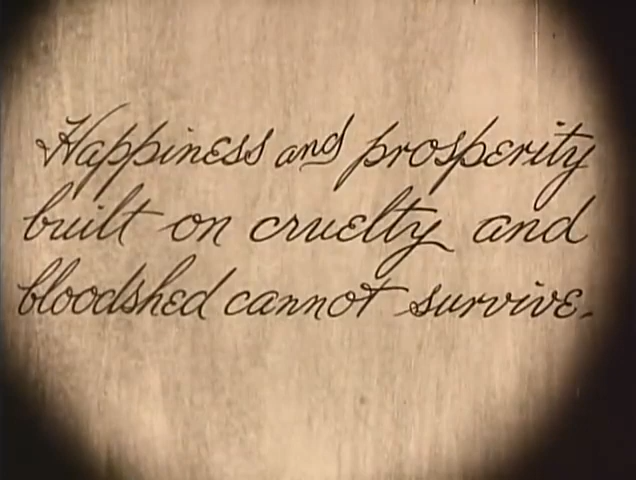 Happiness and prosperity
built on cruelty and
bloodshed cannot survive.